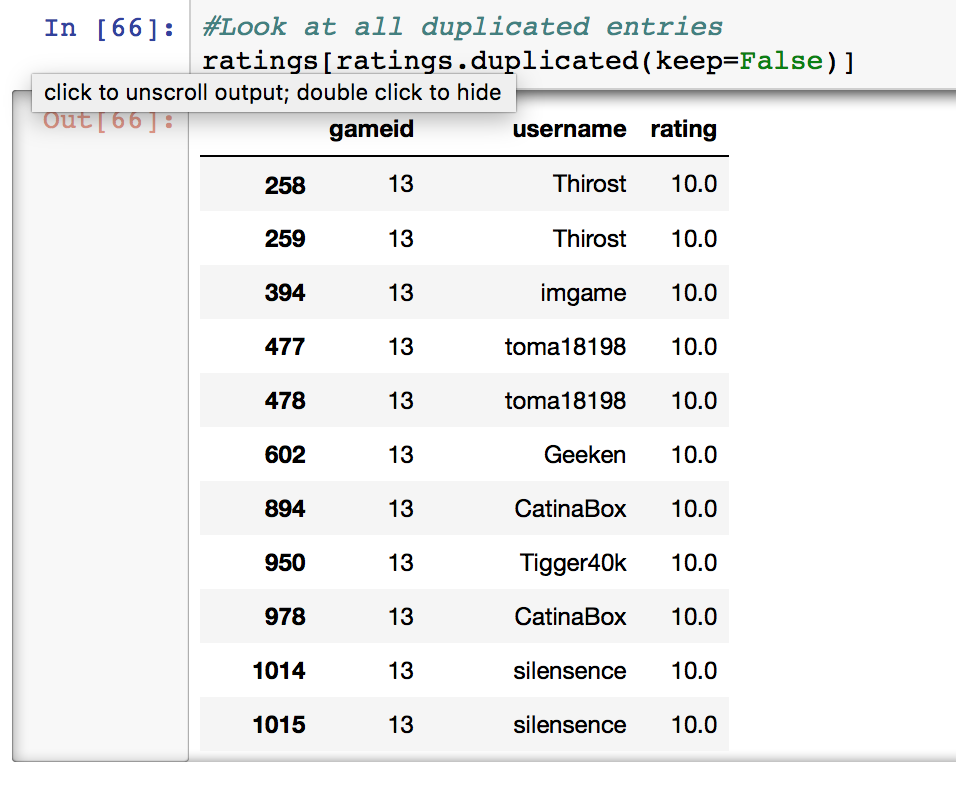 In [66]: #Look at all duplicated entries
ratings[ratings.duplicated(keep=False)]
click to unscroll output; double click to hide
Out[66]:
gameid username rating
258 13 Thirost 10.0
259 13 Thirost 10.0
394 13 imgame 10.0
477 13 toma18198 10.0
478 13 toma18198 10.0
602 13 Geeken 10.0
894 13 CatinaBox 10.0
950 13 Tigger40k 10.0
978 13 CatinaBox 10.0
1014 13 silensence 10.0
1015 13 silensence 10.0